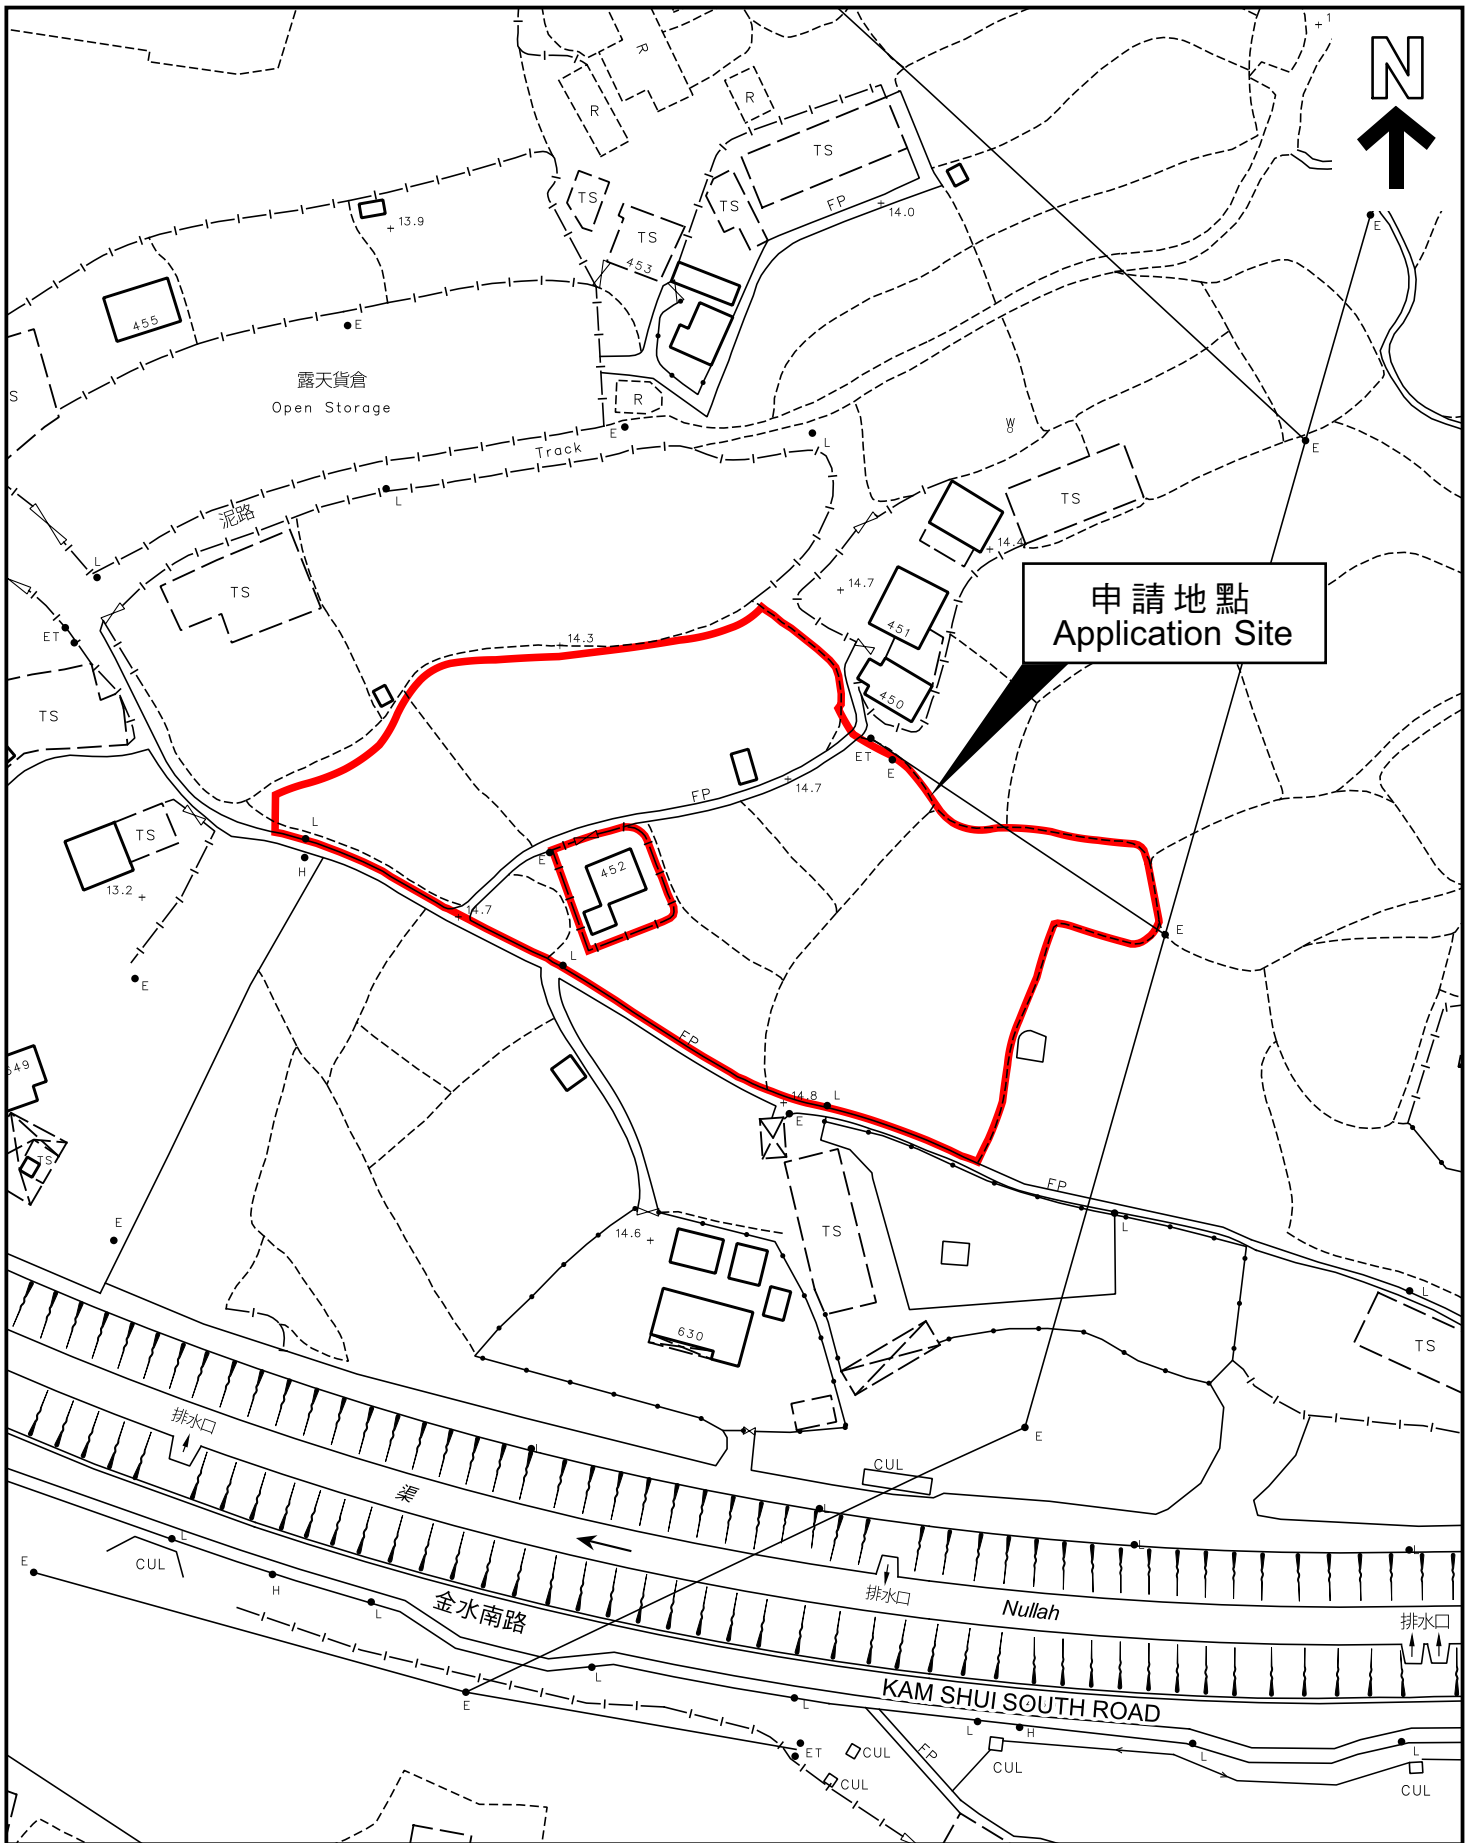 N
R
R
R
TS
TS
TS
TS
FP
14.0
13.9
453
E
455
E
露天貨倉
Open Storage
S
R
E
Track
L
W
E
L
TS
泥路
L
14.4
TS
14.7
申請地點
Application Site
451
ET
14.3
450
TS
ET
E
14.7
FP
L
TS
E
H
452
13.2
14.7
E
L
E
FP
549
14.8
L
E
TS
FP
E
14.6
TS
L
L
630
TS
排水口
L
E
CUL
渠
L
L
L
E
L
CUL
H
L
金水南路
排水口
Nullah
排水口
L
E
KAM SHUI SOUTH ROAD
L
L
H
ET
CUL
FP
L
L
CUL
CUL
CUL